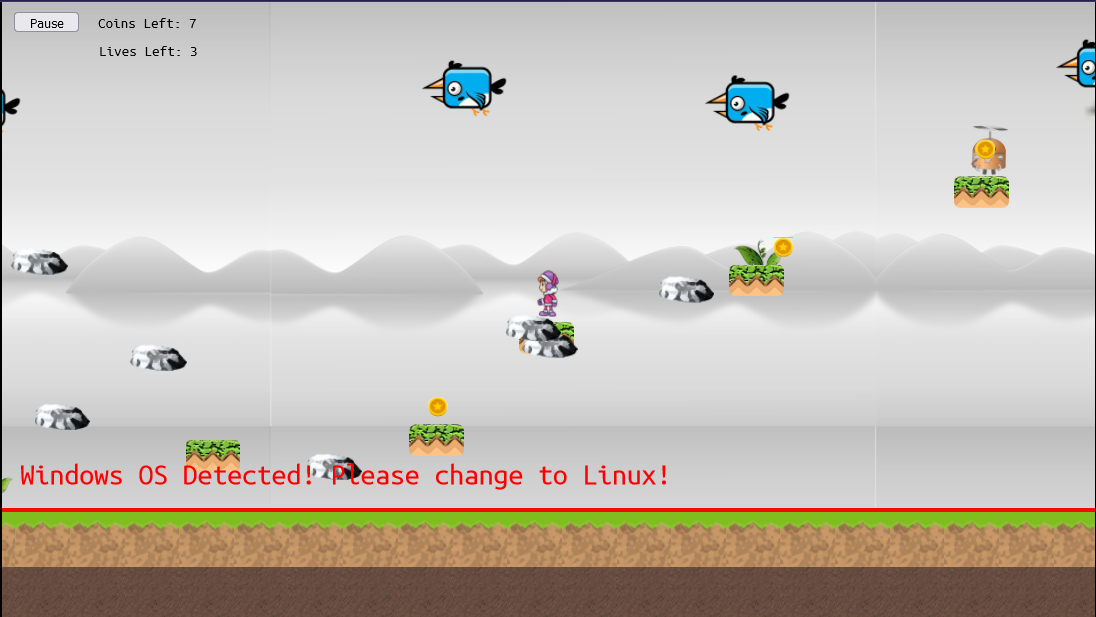 Pause
Coins Left: 7
Lives Left: 3
Windows OS Detected! Please change to Linux!